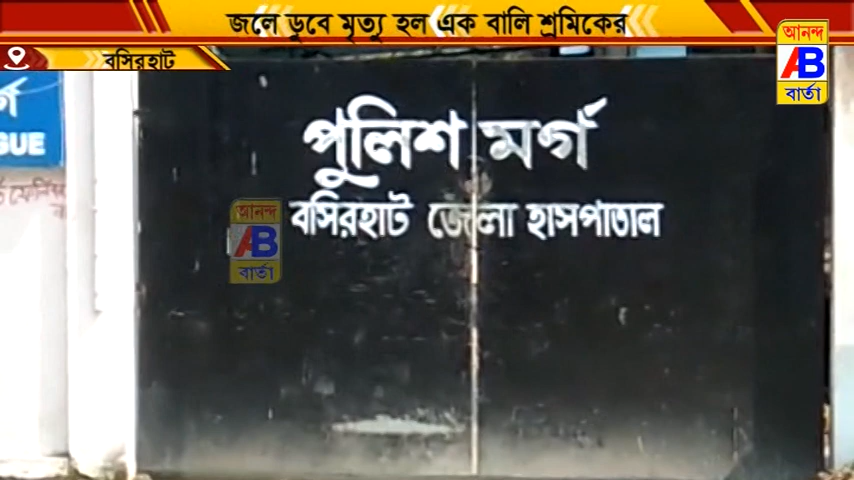 জলে ডুবে মৃত্যু হল এক বালি শ্রমিকের
বসিরহাট
আনন্দ
AB
বার্তা
র্গ
GUE
পুলিশ মর্গ
বসিরহাট জেলা হাসপাতাল
আনন্দ
AB
বার্তা